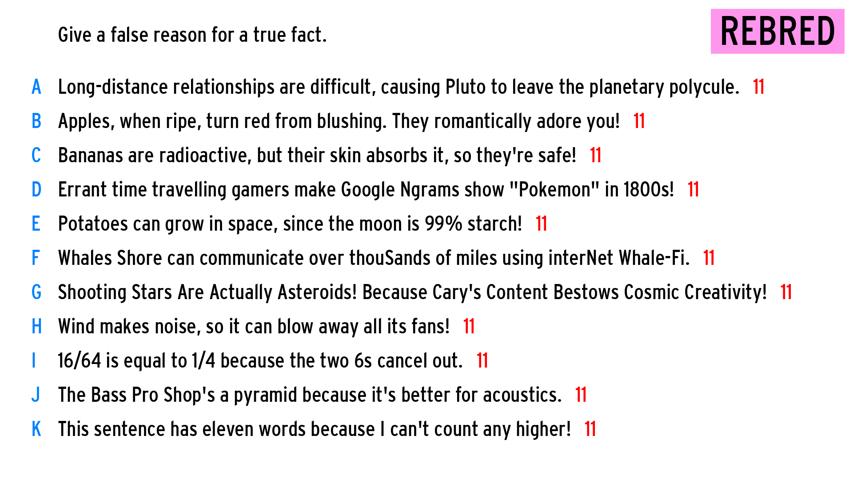 Give a false reason for a true fact.
REBRED
A Long-distance relationships are difficult, causing Pluto to leave the planetary polycule. 11
B Apples, when ripe, turn red from blushing. They romantically adore you! 11
C Bananas are radioactive, but their skin absorbs it, so they're safe! 11
D Errant time travelling gamers make Google Ngrams show "Pokemon" in 1800s! 11
E Potatoes can grow in space, since the moon is 99% starch! 11
F Whales Shore can communicate over thouSands of miles using interNet Whale-Fi. 11
G Shooting Stars Are Actually Asteroids! Because Cary's Content Bestows Cosmic Creativity! 11
H Wind makes noise, so it can blow away all its fans! 11
I 16/64 is equal to 1/4 because the two 6s cancel out. 11
J The Bass Pro Shop's a pyramid because it's better for acoustics. 11
K This sentence has eleven words because I can't count any higher! 11